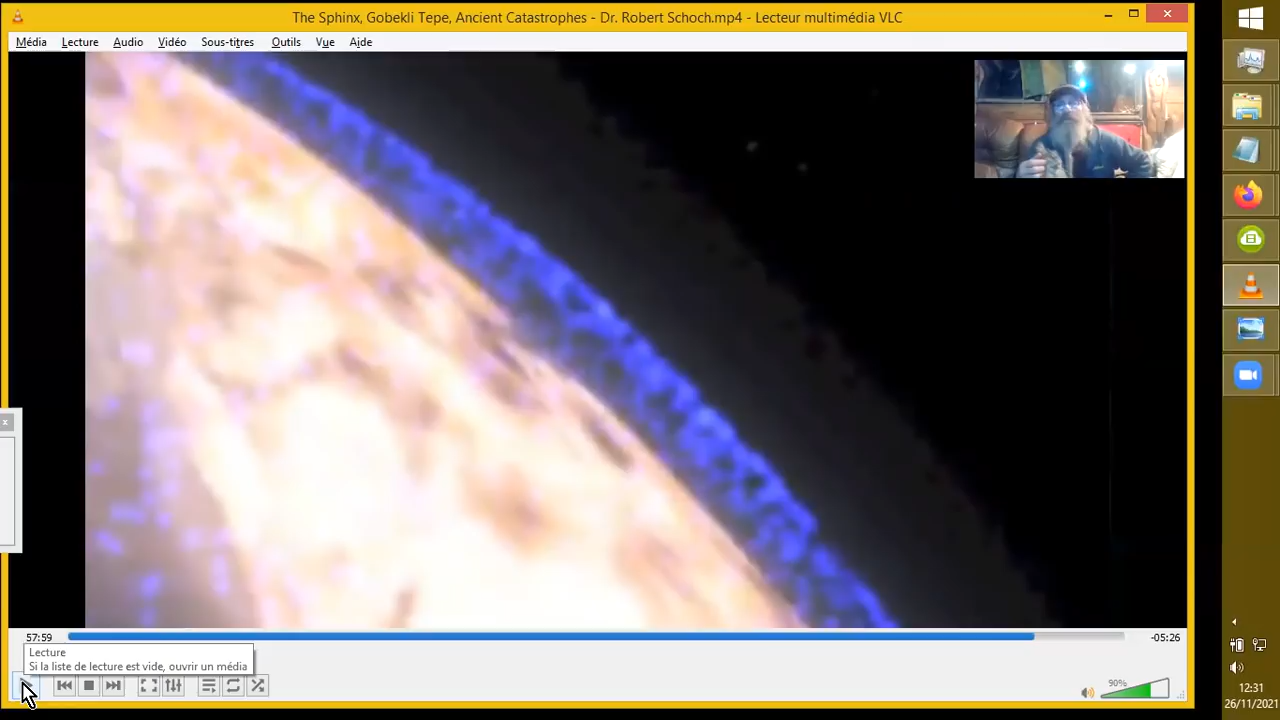 The Sphinx, Gobekli Tepe, Ancient Catastrophes - Dr. Robert Schoch.mp4 - Lecteur multimédia VLC
Média Lecture Audio Vidéo Sous-titres Outils Vue Aide
x
57:59 -05:26
Lecture
Si la liste de lecture est vide, ouvrir un média
90%
12:31
26/11/2021